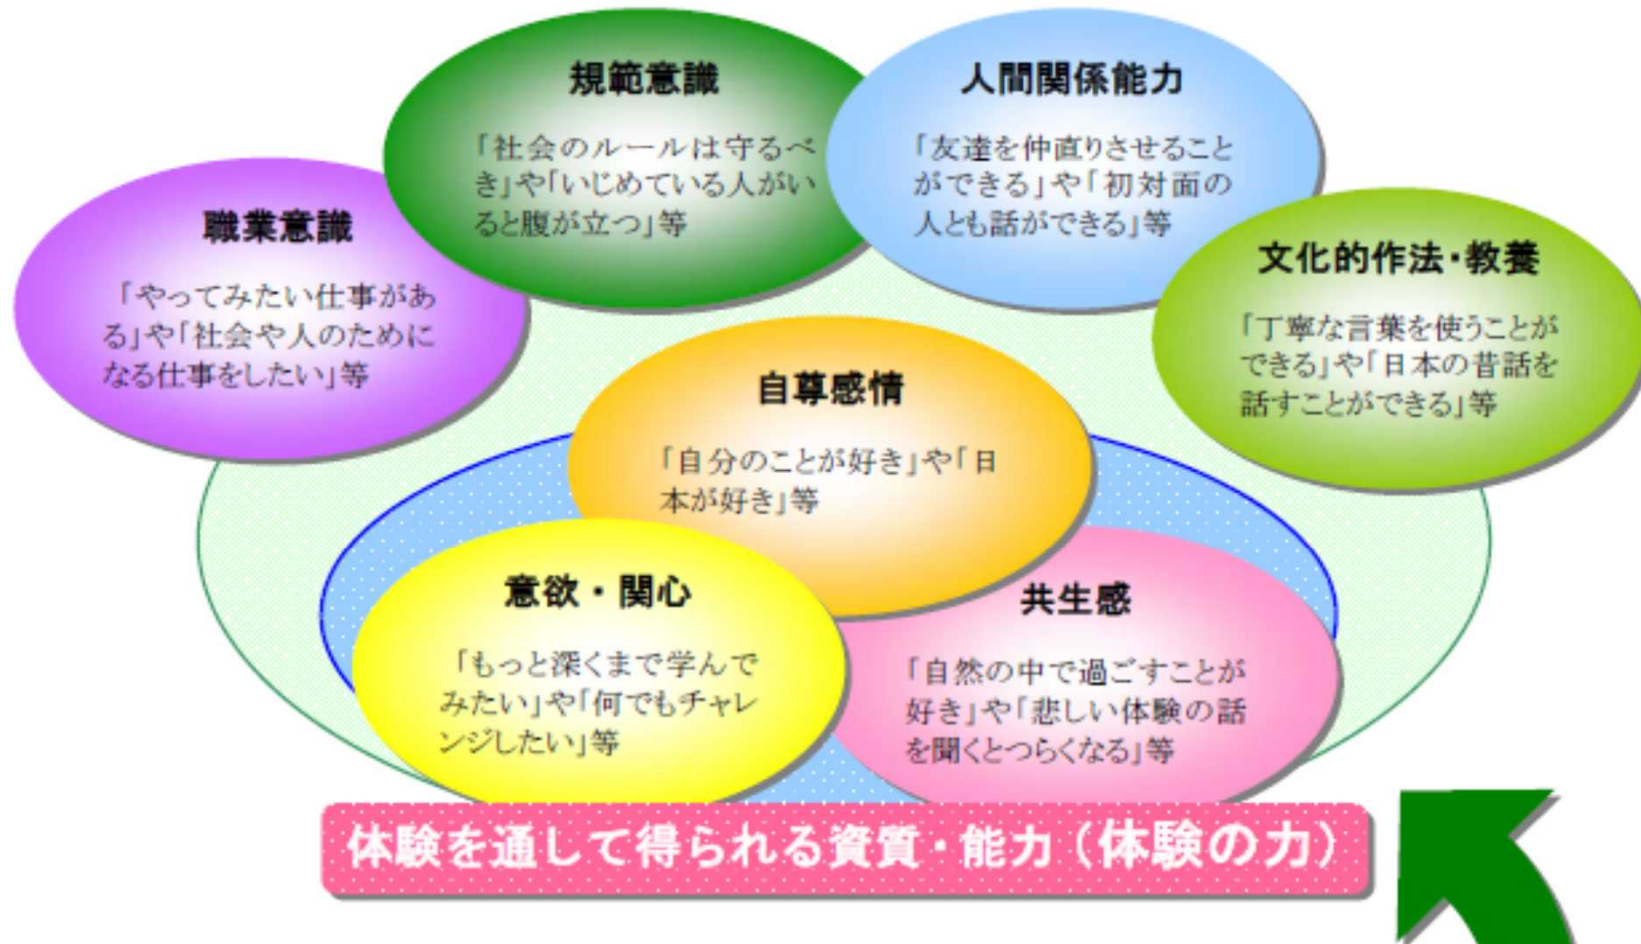 規範意識
「社会のルールは守るべ
き」や「いじめている人がい
ると腹が立つ」等
人間関係能力
「友達を仲直りさせること
ができる」や「初対面の
人とも話ができる」等
職業意識
「やってみたい仕事があ
る」や「社会や人のために
なる仕事をしたい」等
文化的作法・教養
「丁寧な言葉を使うことが
できる」や「日本の昔話を
話すことができる」等
自尊感情
「自分のことが好き」や「日
本が好き」等
意欲・関心
「もっと深くまで学んで
みたい」や「何でもチャレ
ンジしたい」等
共生感
「自然の中で過ごすことが
好き」や「悲しい体験の話
を聞くとつらくなる」等
体験を通して得られる資質・能力（体験の力）